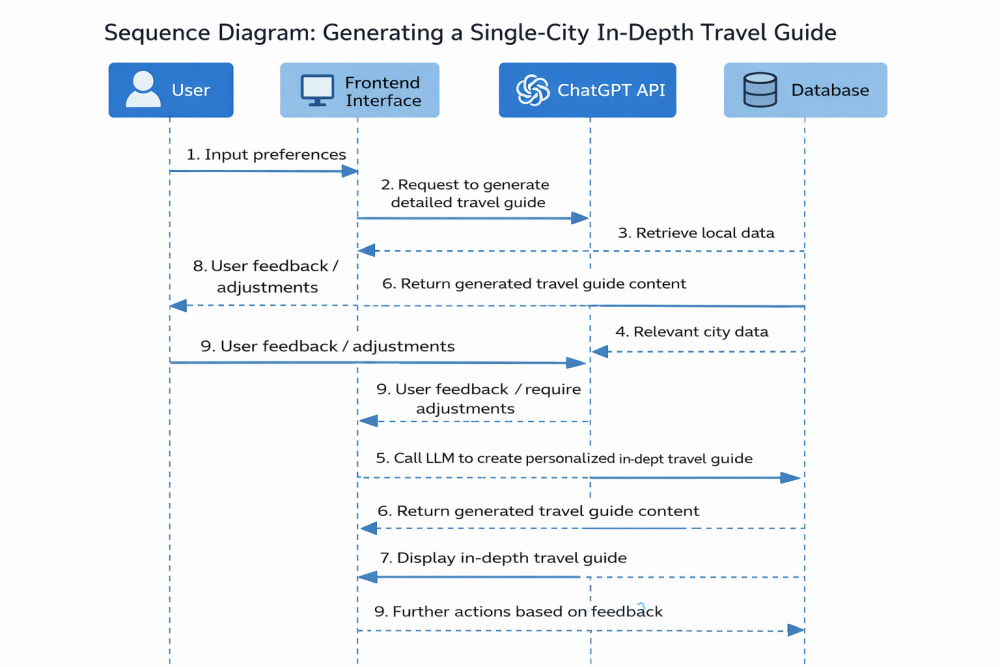 Sequence Diagram: Generating a Single-City In-Depth Travel Guide
User
Frontend
Interface
ChatGPT API
Database
1. Input preferences
2. Request to generate
detailed travel guide
3. Retrieve local data
8. User feedback /
adjustments
6. Return generated travel guide content
4. Relevant city data
9. User feedback / adjustments
9. User feedback / require
adjustments
5. Call LLM to create personalized in-dept travel guide
6. Return generated travel guide content
7. Display in-depth travel guide
9. Further actions based on feedback